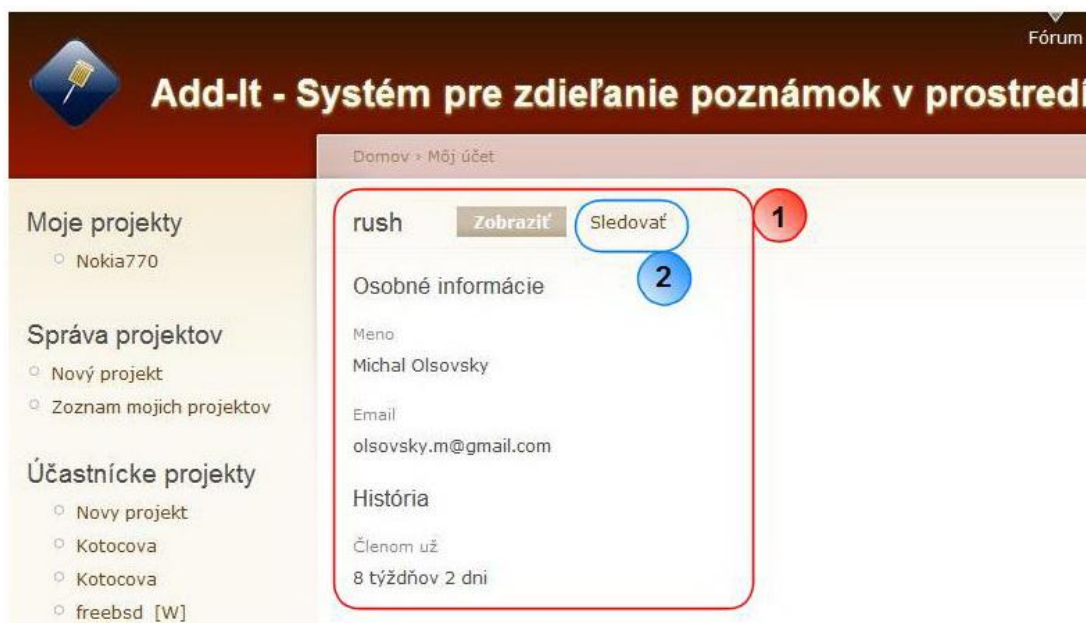 Fórum
Add-It - Systém pre zdieľanie poznámok v prostredí
Domov › Môj účet
Moje projekty
Nokia770
Správa projektov
Nový projekt
Zoznam mojich projektov
Účastnícke projekty
Novy projekt
Kotocova
Kotocova
freebsd [W]
rush Zobraziť Sledovať 1
2
Osobné informácie
Meno
Michal Olsovsky
Email
olsovsky.m@gmail.com
História
Členom už
8 týždňov 2 dni